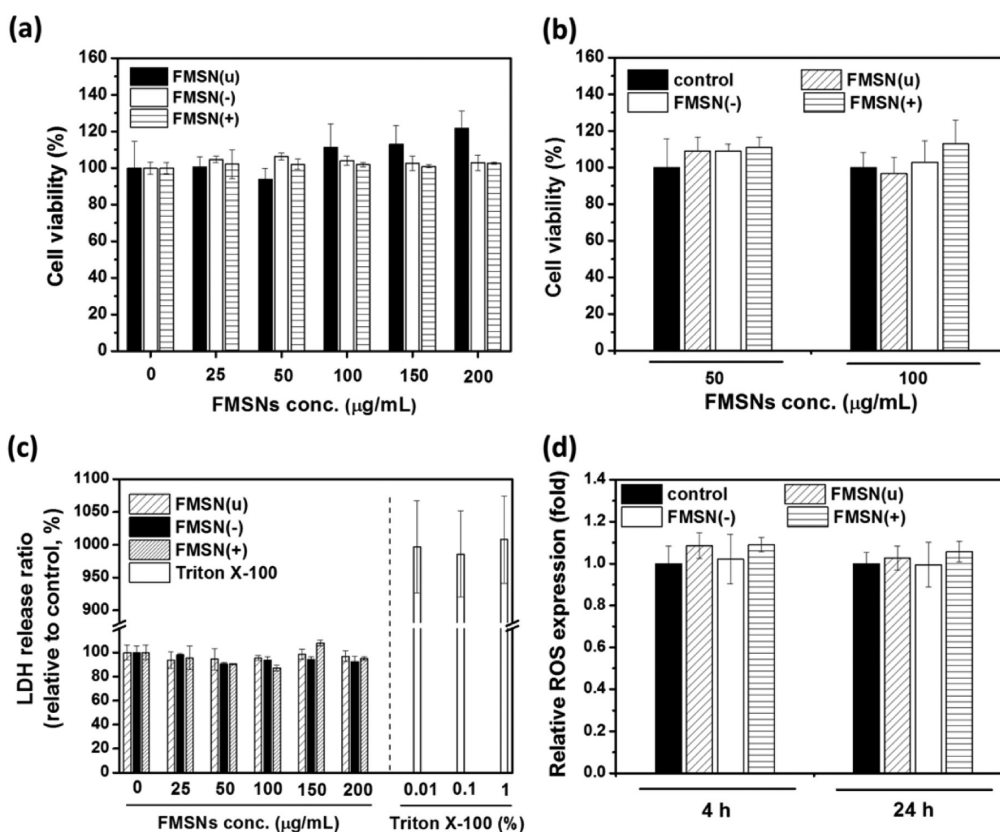 (a)
160
140
120
100
80
60
40
20
0
Cell viability (%)
FMSN(u)
FMSN(-)
FMSN(+)
0 25 50 100 150 200
FMSNs conc. (μg/mL)
(b)
160
140
120
100
80
60
40
20
0
Cell viability (%)
control FMSN(u)
FMSN(-) FMSN(+)
50 100
FMSNs conc. (μg/mL)
(c)
1100
1050
1000
950
900
100
80
60
40
20
0
LDH release ratio
(relative to control, %)
FMSN(u)
FMSN(-)
FMSN(+)
Triton X-100
0 25 50 100 150 200 0.01 0.1 1
FMSNs conc. (μg/mL) Triton X-100 (%)
(d)
1.4
1.2
1.0
0.8
0.6
0.4
0.2
0.0
Relative ROS expression (fold)
control FMSN(u)
FMSN(-) FMSN(+)
4 h 24 h